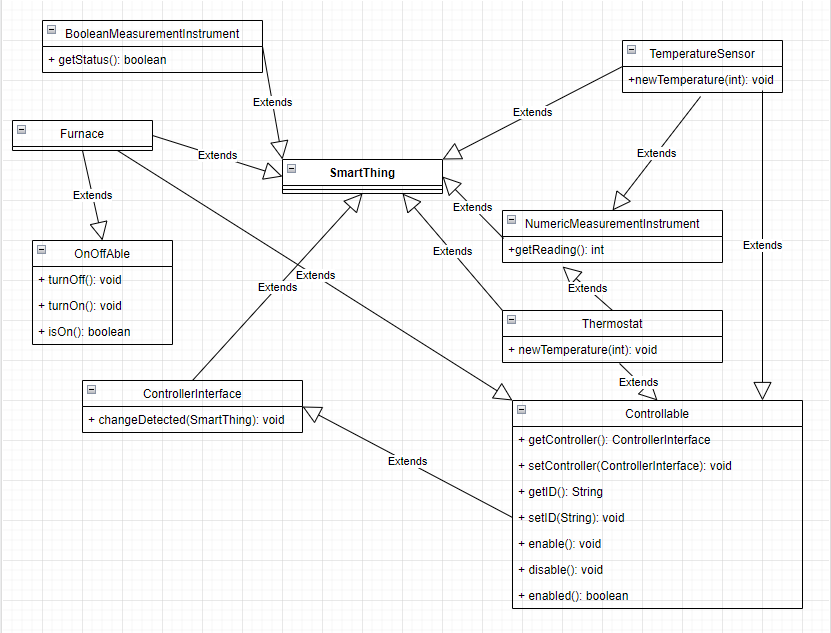 BooleanMeasurementInstrument
+ getStatus(): boolean
TemperatureSensor
+newTemperature(int): void
Extends
Extends
Furnace
Extends
Extends
SmartThing
Extends
Extends
NumericMeasurementInstrument
+getReading(): int
Extends
OnOffAble
+ turnOff(): void
+ turnOn(): void
+ isOn(): boolean
Extends
Extends
Extends
Extends
Extends
Thermostat
+ newTemperature(int): void
Extends
ControllerInterface
+ changeDetected(SmartThing): void
Extends
Controllable
+ getController(): ControllerInterface
+ setController(ControllerInterface): void
+ getID(): String
+ setID(String): void
+ enable(): void
+ disable(): void
+ enabled(): boolean